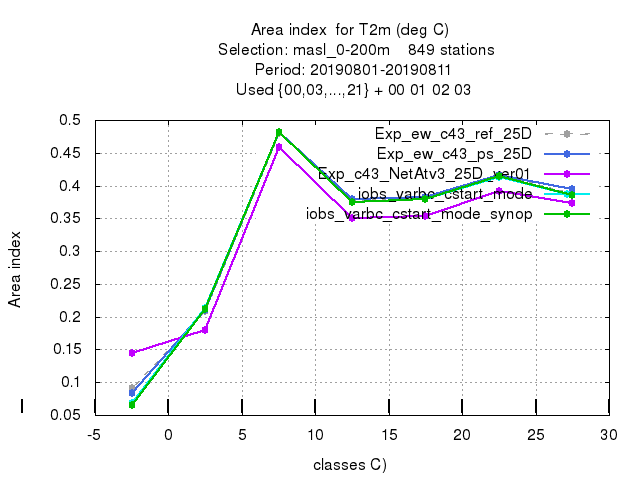 Area index  for T2m (deg C)
Selection: masl_0-200m    849 stations
Period: 20190801-20190811
Used {00,03,...,21} + 00 01 02 03
0.5
0.45
0.4
0.35
0.3
0.25
0.2
0.15
0.1
0.05
Area index
Exp_ew_c43_ref_25D
Exp_ew_c43_ps_25D
Exp_c43_NetAtv3_25D_ver01
iobs_varbc_cstart_mode
iobs_varbc_cstart_mode_synop
-5 0 5 10 15 20 25 30
classes C)